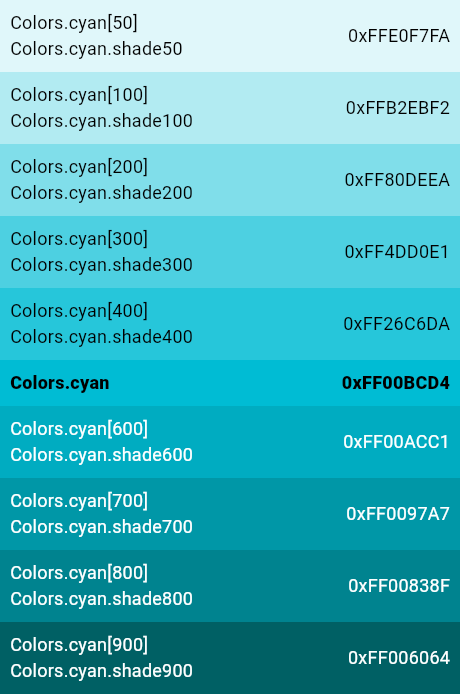 Colors.cyan[50]
Colors.cyan.shade50
0xFFE0F7FA
Colors.cyan[100]
Colors.cyan.shade100
0xFFB2EBF2
Colors.cyan[200]
Colors.cyan.shade200
0xFF80DEEA
Colors.cyan[300]
Colors.cyan.shade300
0xFF4DD0E1
Colors.cyan[400]
Colors.cyan.shade400
0xFF26C6DA
Colors.cyan
0xFF00BCD4
Colors.cyan[600]
Colors.cyan.shade600
0xFF00ACC1
Colors.cyan[700]
Colors.cyan.shade700
0xFF0097A7
Colors.cyan[800]
Colors.cyan.shade800
0xFF00838F
Colors.cyan[900]
Colors.cyan.shade900
0xFF006064